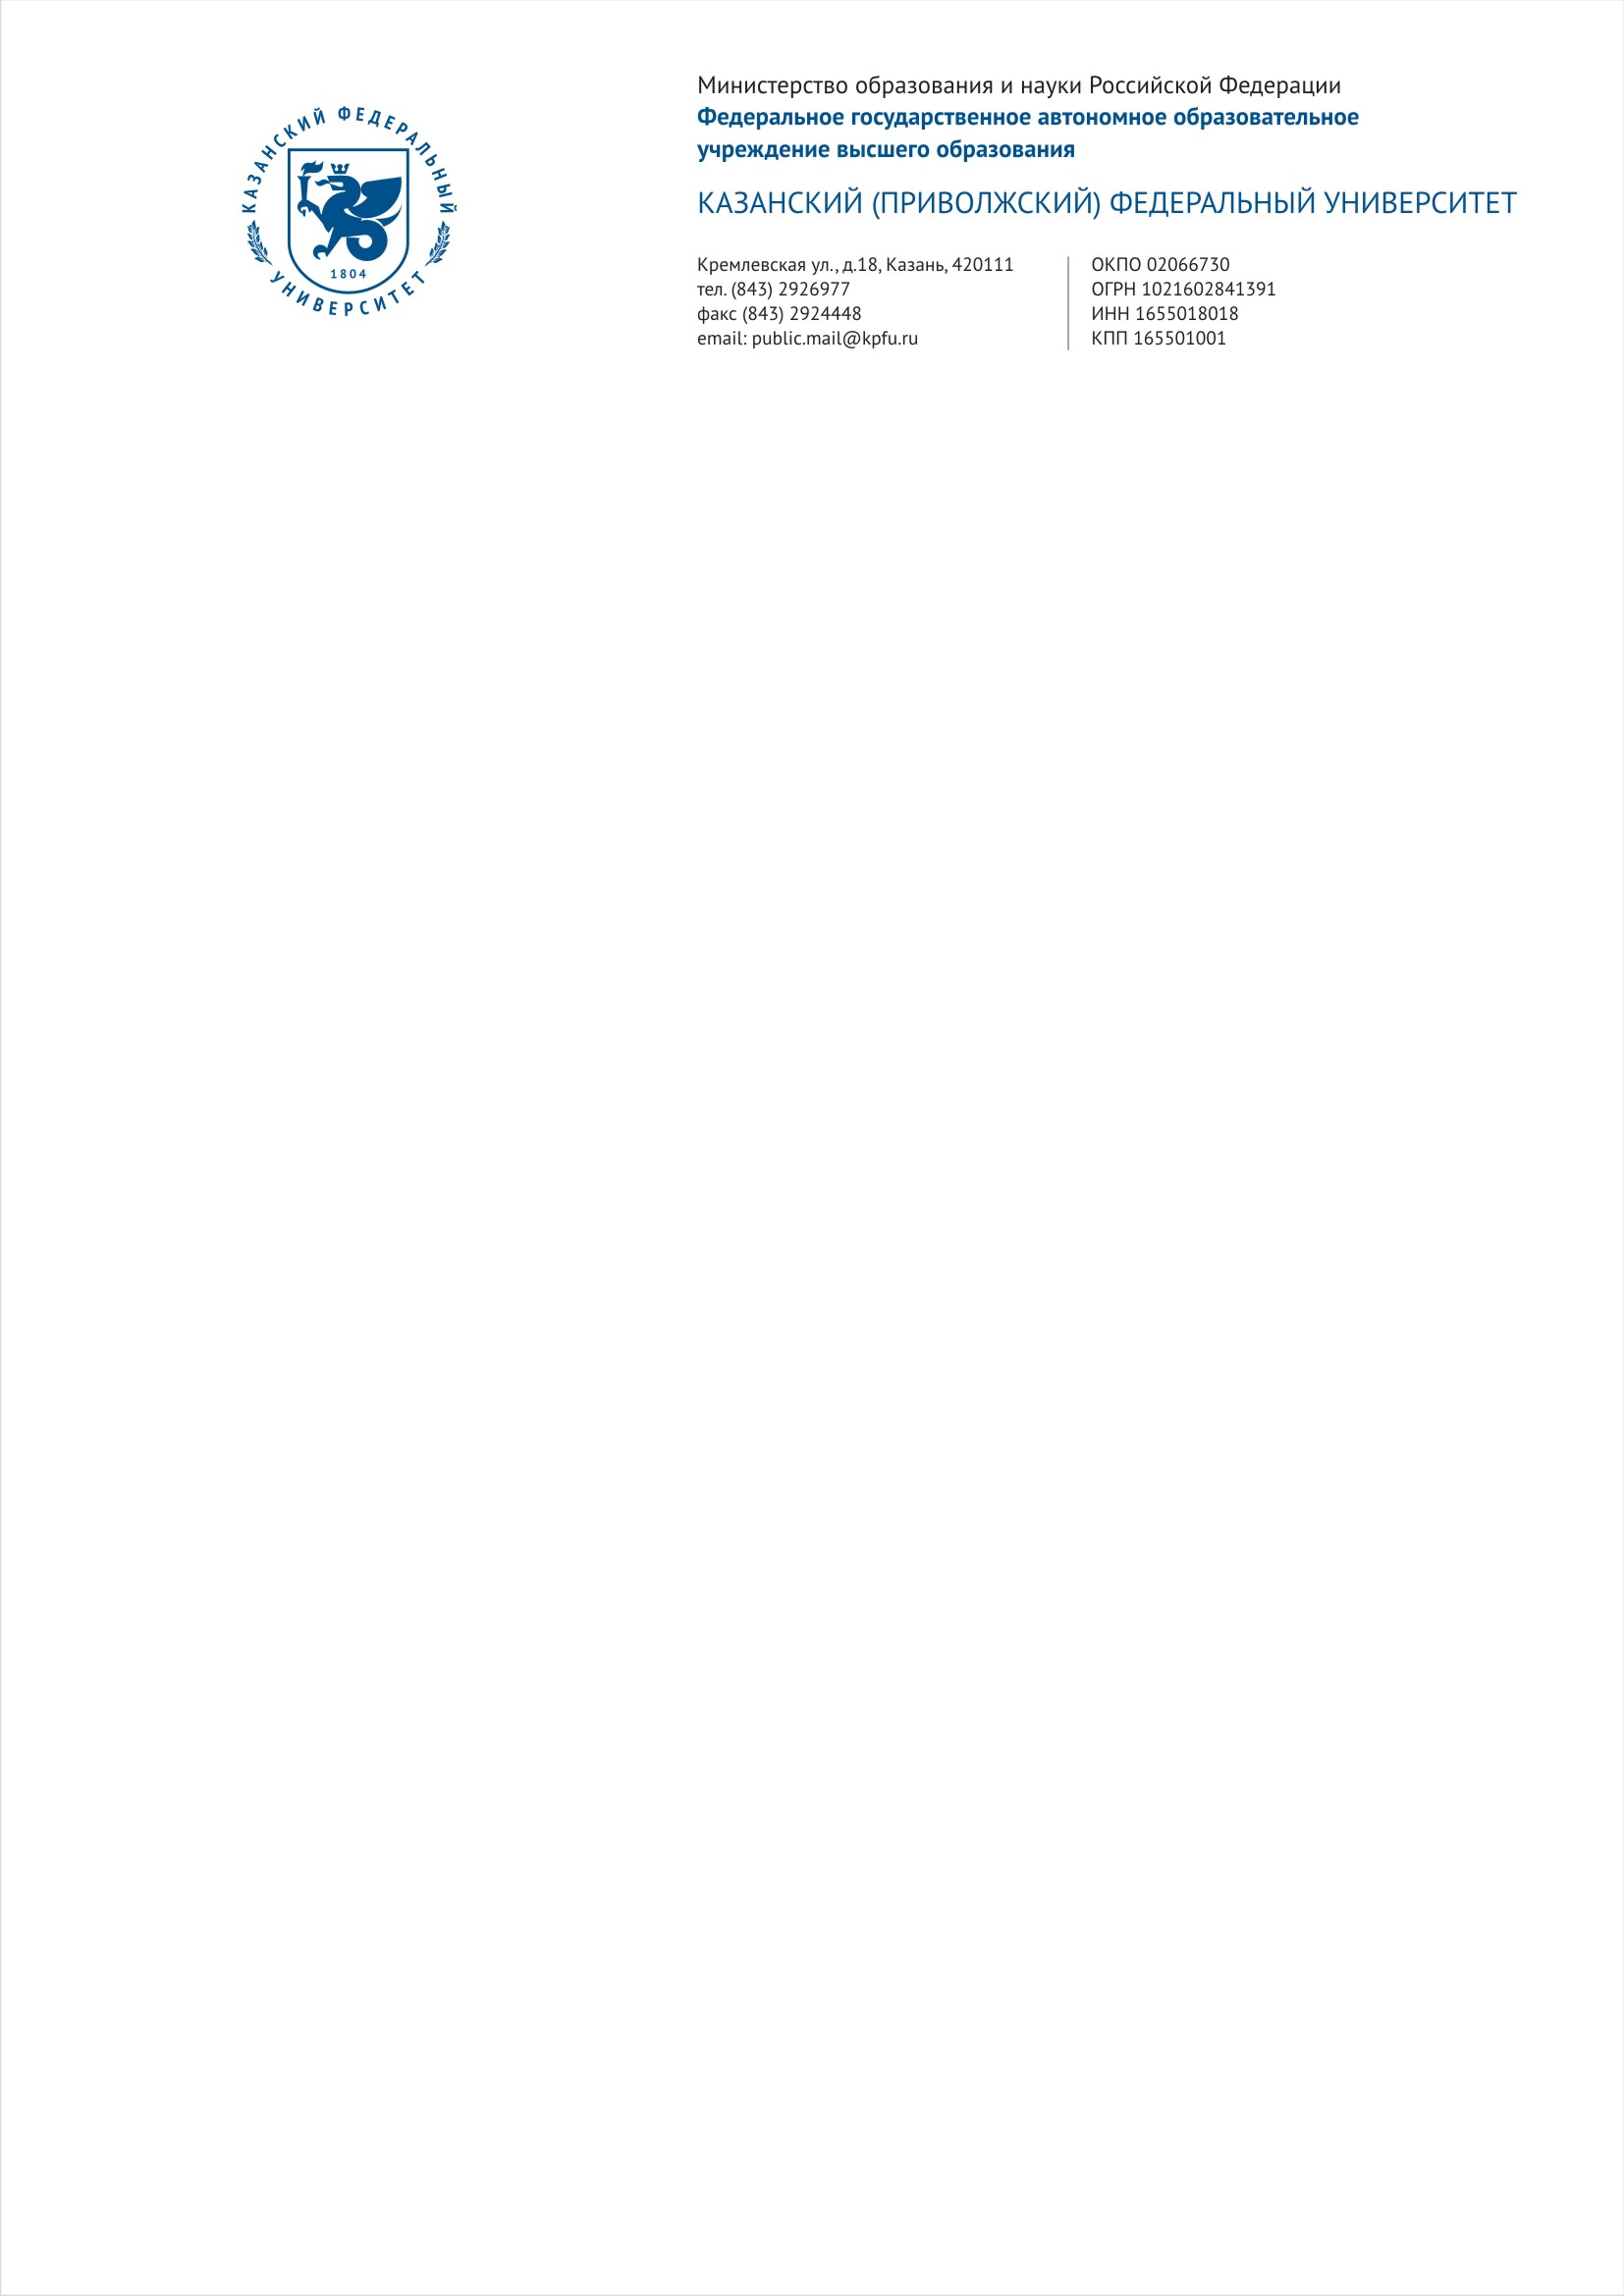 КАЗАНСКИЙ ФЕДЕРАЛЬНЫЙ
УНИВЕРСИТЕТ
1804
Министерство образования и науки Российской Федерации
Федеральное государственное автономное образовательное
учреждение высшего образования
КАЗАНСКИЙ (ПРИВОЛЖСКИЙ) ФЕДЕРАЛЬНЫЙ УНИВЕРСИТЕТ
Кремлевская ул., д.18, Казань, 420111
тел. (843) 2926977
факс (843) 2924448
email: public.mail@kpfu.ru
ОКПО 02066730
ОГРН 1021602841391
ИНН 1655018018
КПП 165501001